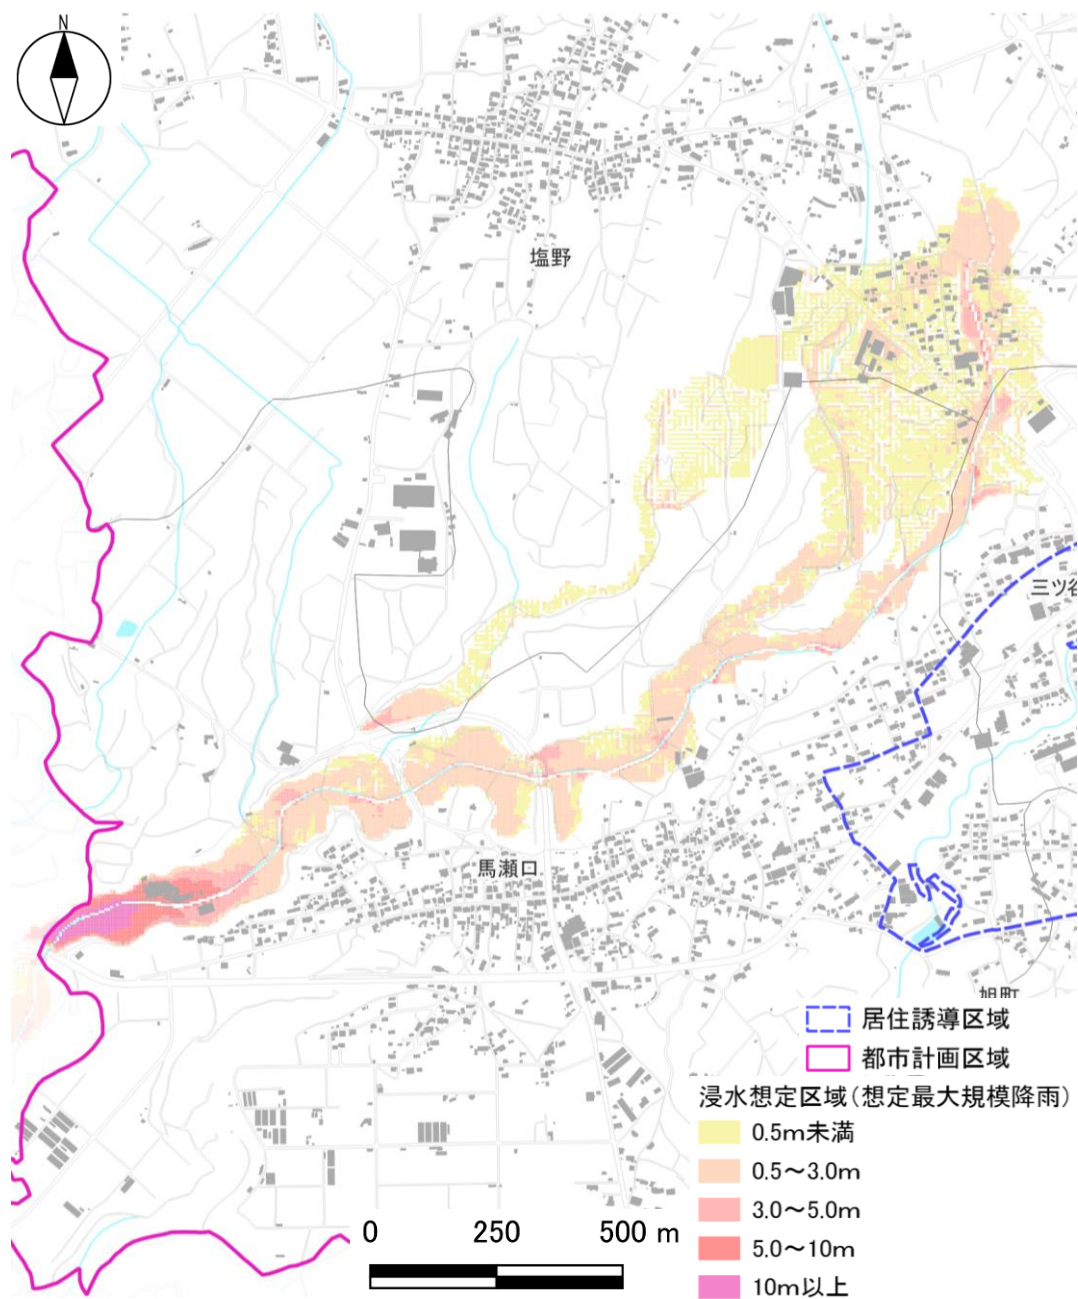 N
塩野
三ツ谷
馬瀬口
旭町
居住誘導区域
都市計画区域
浸水想定区域(想定最大規模降雨)
0.5m未満
0.5～3.0m
3.0～5.0m
5.0～10m
10m以上
0 250 500 m